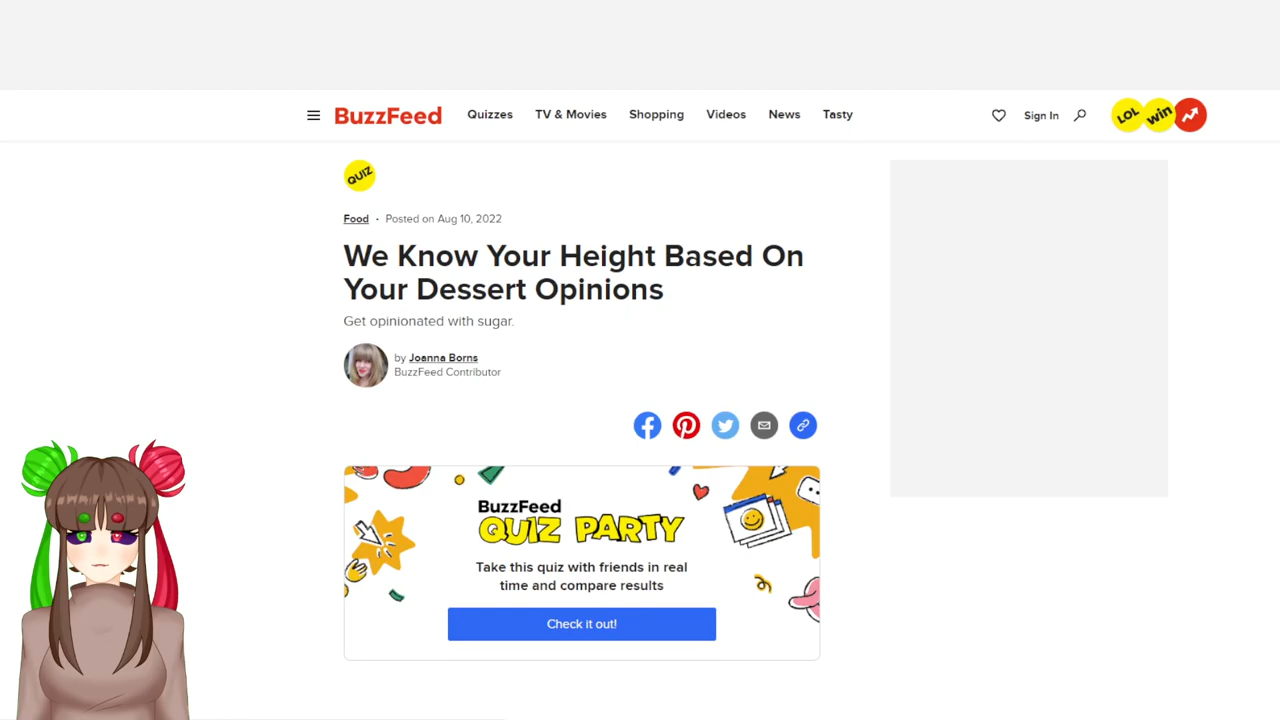 BuzzFeed
Quizzes
TV & Movies
Shopping
Videos
News
Tasty
Sign In
LOL
win
QUIZ
Food · Posted on Aug 10, 2022
We Know Your Height Based On
Your Dessert Opinions
Get opinionated with sugar.
by Joanna Borns
BuzzFeed Contributor
BuzzFeed
QUIZ PARTY
Take this quiz with friends in real
time and compare results
Check it out!